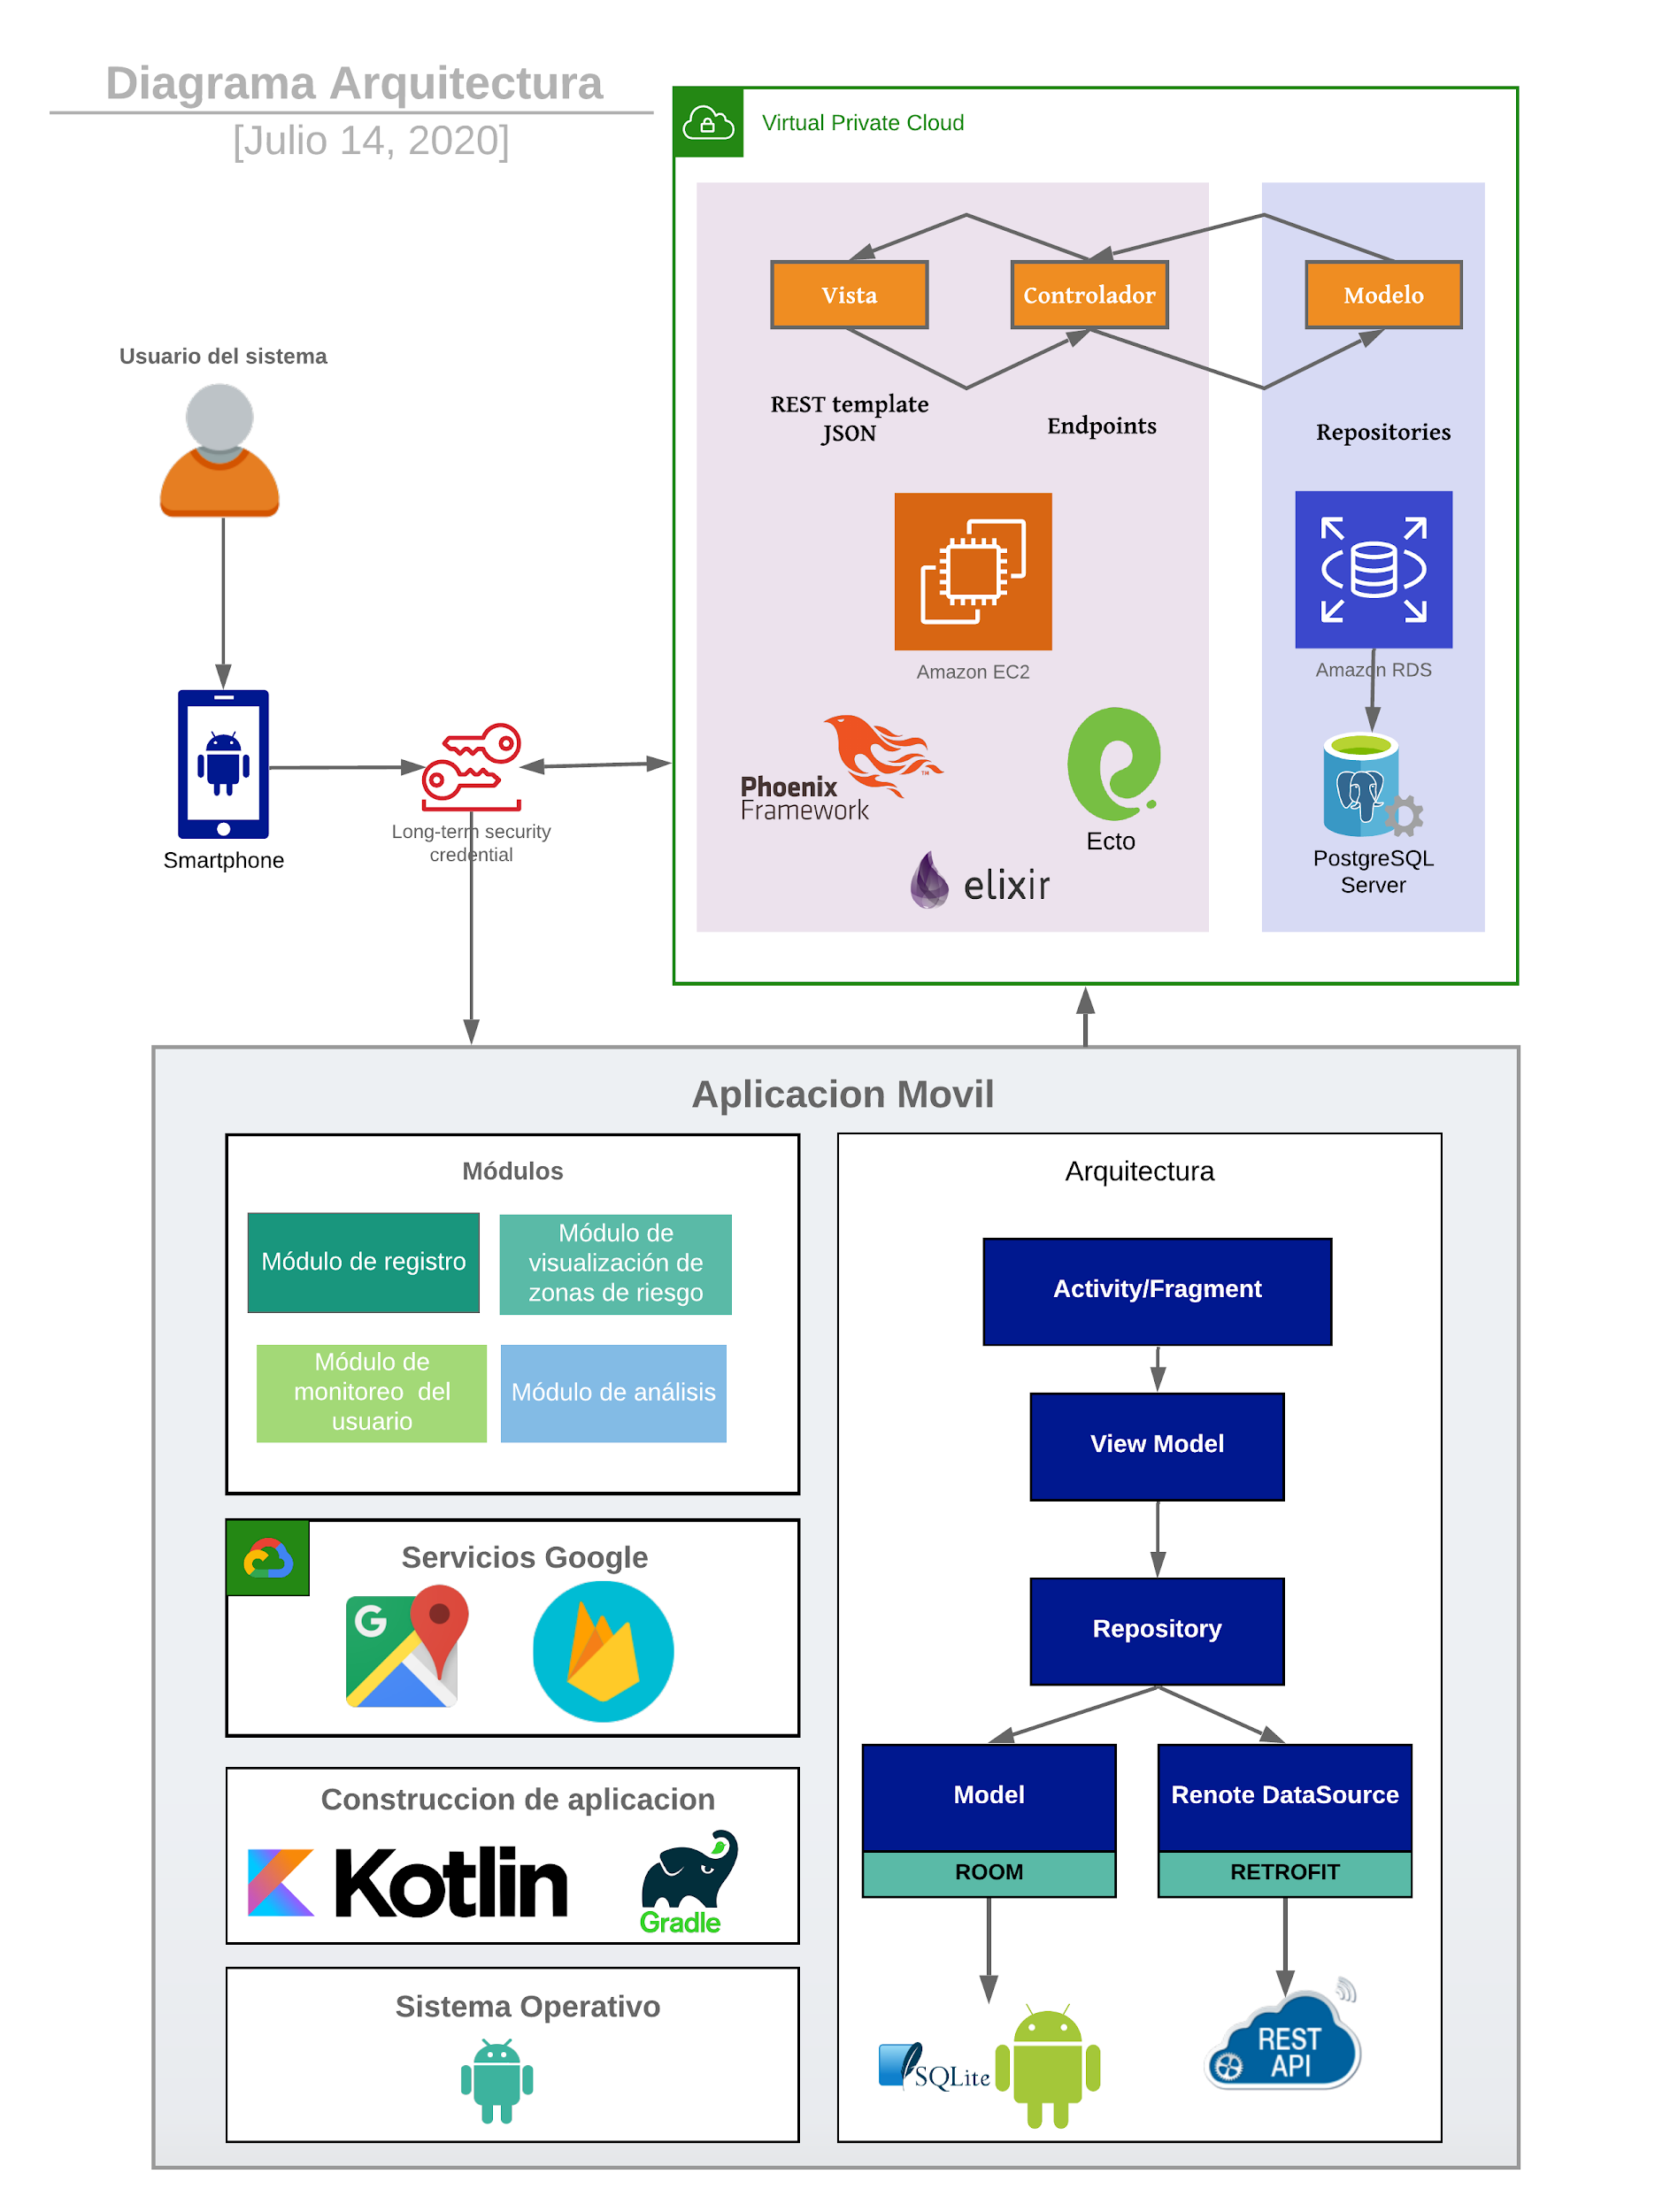 Diagrama Arquitectura
[Julio 14, 2020]
Virtual Private Cloud
Vista
Controlador
Modelo
REST template
JSON
Endpoints
Repositories
Usuario del sistema
Amazon EC2
Amazon RDS
Phoenix
Framework
TM
Ecto
elixir
PostgreSQL
Server
Smartphone
Long-term security
credential
Aplicacion Movil
Módulos
Módulo de registro
Módulo de
visualización de
zonas de riesgo
Módulo de
monitoreo  del
usuario
Módulo de análisis
Servicios Google
G
Construccion de aplicacion
Kotlin
Gradle
Sistema Operativo
Arquitectura
Activity/Fragment
View Model
Repository
Model
Renote DataSource
ROOM
RETROFIT
SQLite
REST
API